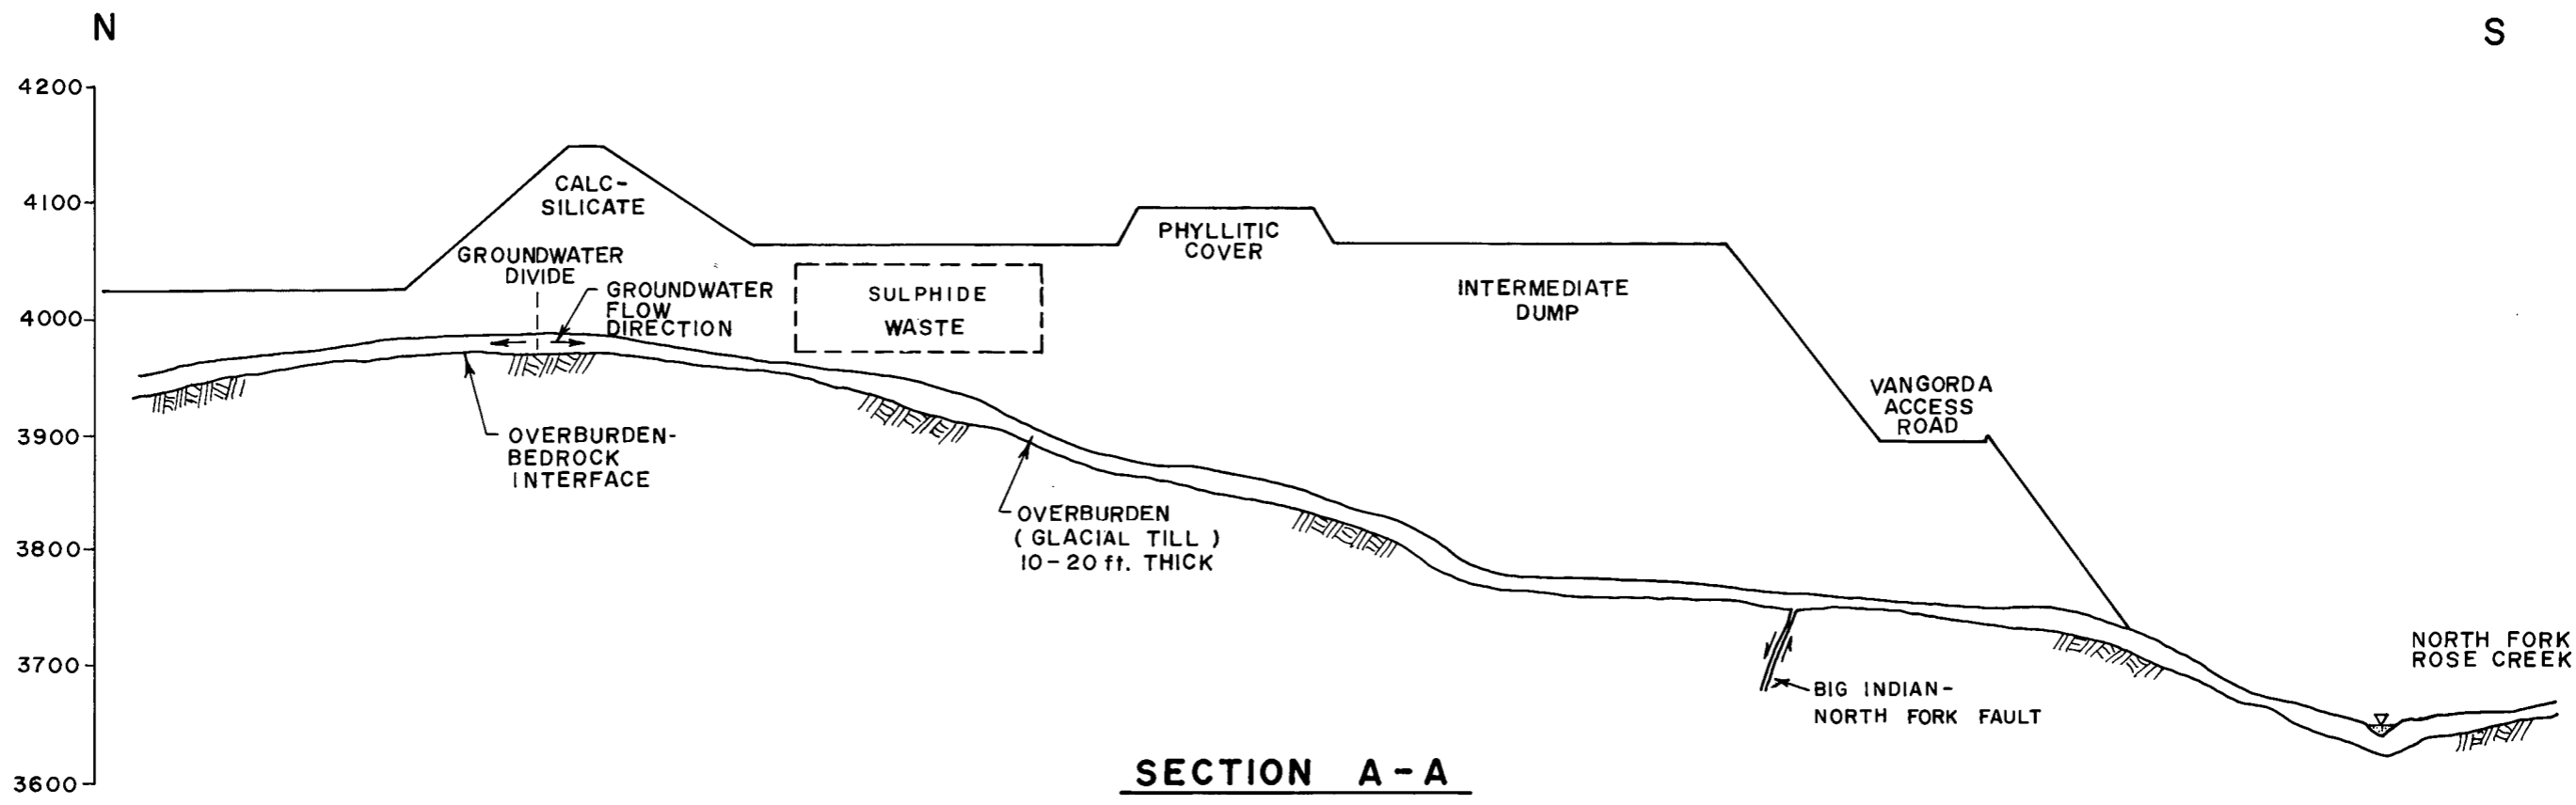 N
S
4200
4100
4000
3900
3800
3700
3600
CALC-
SILICATE
GROUNDWATER
DIVIDE
GROUNDWATER
FLOW
DIRECTION
SULPHIDE
WASTE
PHYLLITIC
COVER
INTERMEDIATE
DUMP
VANGORDA
ACCESS
ROAD
OVERBURDEN-
BEDROCK
INTERFACE
OVERBURDEN
(GLACIAL TILL)
10-20 ft. THICK
BIG INDIAN-
NORTH FORK FAULT
NORTH FORK
ROSE CREEK
SECTION A-A